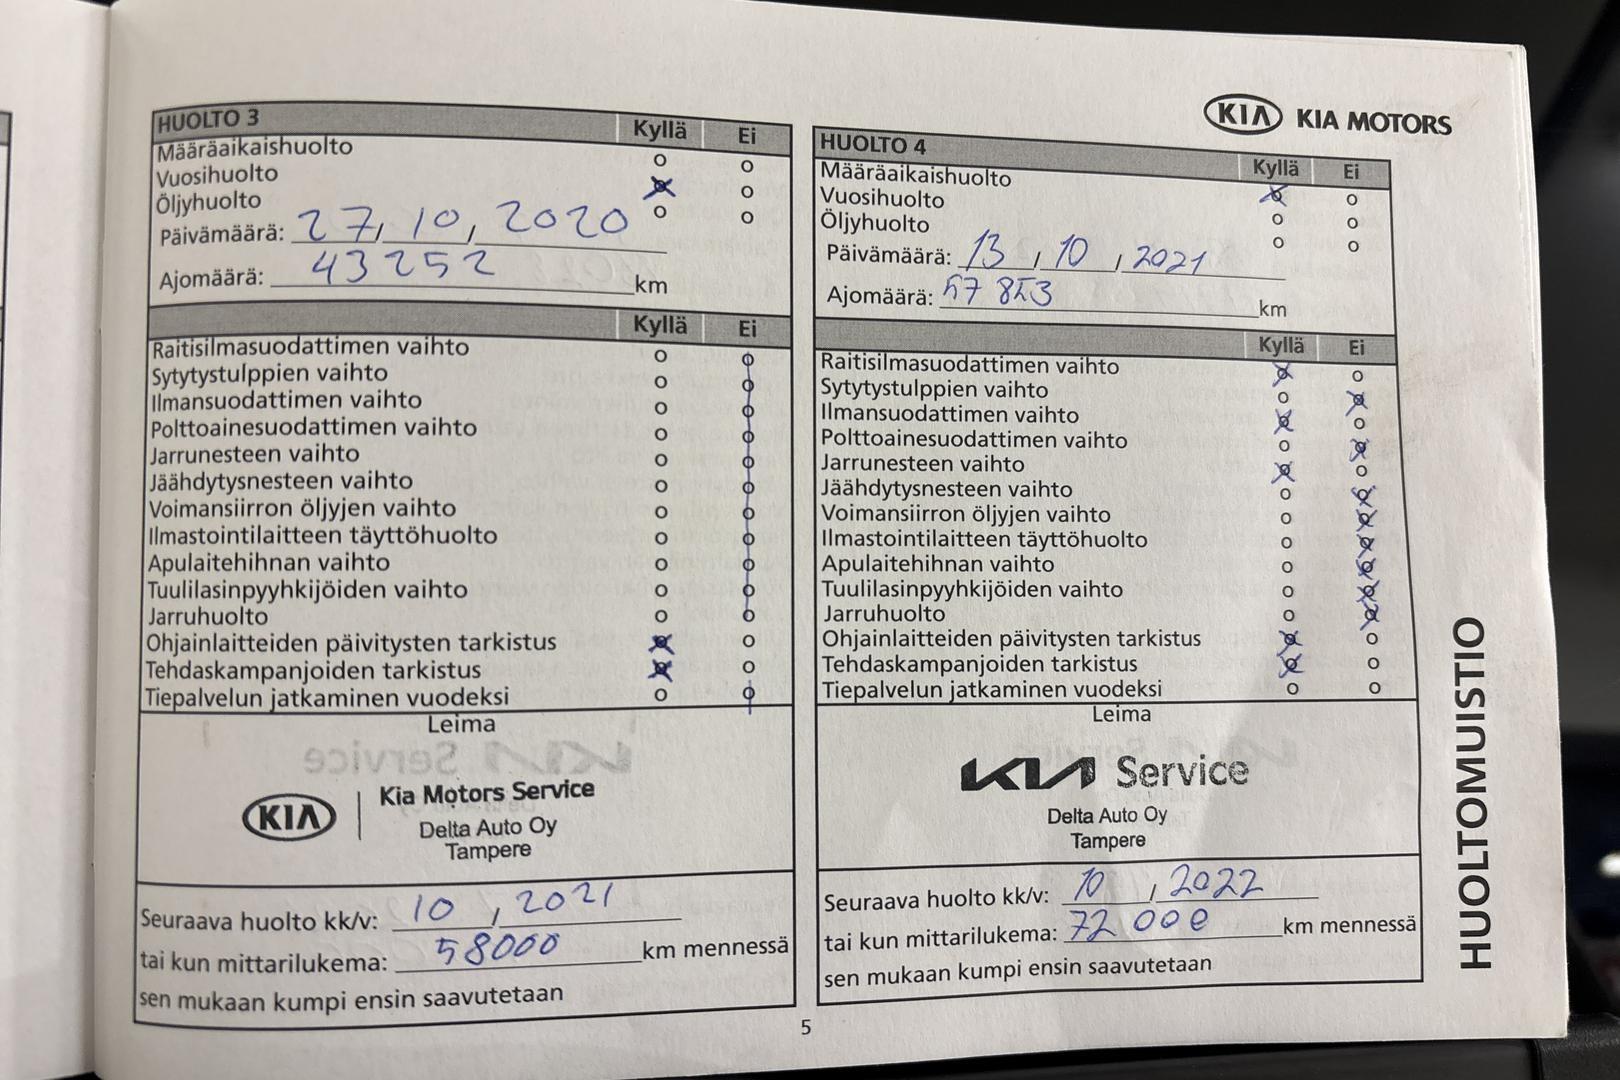 KIA KIA MOTORS
HUOLTO 3 Kyllä Ei
Määräaikaishuolto o o
Vuosihuolto o
Öljyhuolto o o
Päivämäärä: 27, 10, 2020
Ajomäärä: 43252 km
Kyllä Ei
Raitisilmasuodattimen vaihto
Sytytystulppien vaihto
Ilmansuodattimen vaihto
Polttoainesuodattimen vaihto
Jarrunesteen vaihto
Jäähdytysnesteen vaihto
Voimansiirron öljyjen vaihto
Ilmastointilaitteen täyttöhuolto
Apulaitehihnan vaihto
Tuulilasinpyyhkijöiden vaihto
Jarruhuolto
Ohjainlaitteiden päivitysten tarkistus
Tehdaskampanjoiden tarkistus
Tiepalvelun jatkaminen vuodeksi
Leima
KIA Kia Motors Service
Delta Auto Oy
Tampere
Seuraava huolto kk/v: 10, 2021
tai kun mittarilukema: 58000 km mennessä
sen mukaan kumpi ensin saavutetaan
HUOLTO 4 Kyllä Ei
Määräaikaishuolto
Vuosihuolto
Öljyhuolto
Päivämäärä: 13, 10, 2021
Ajomäärä: 57 853 km
Kyllä Ei
Raitisilmasuodattimen vaihto
Sytytystulppien vaihto
Ilmansuodattimen vaihto
Polttoainesuodattimen vaihto
Jarrunesteen vaihto
Jäähdytysnesteen vaihto
Voimansiirron öljyjen vaihto
Ilmastointilaitteen täyttöhuolto
Apulaitehihnan vaihto
Tuulilasinpyyhkijöiden vaihto
Jarruhuolto
Ohjainlaitteiden päivitysten tarkistus
Tehdaskampanjoiden tarkistus
Tiepalvelun jatkaminen vuodeksi
Leima
KIA Service
Delta Auto Oy
Tampere
Seuraava huolto kk/v: 10, 2022
tai kun mittarilukema: 72 000 km mennessä
sen mukaan kumpi ensin saavutetaan
HUOLTOMUISTIO
5